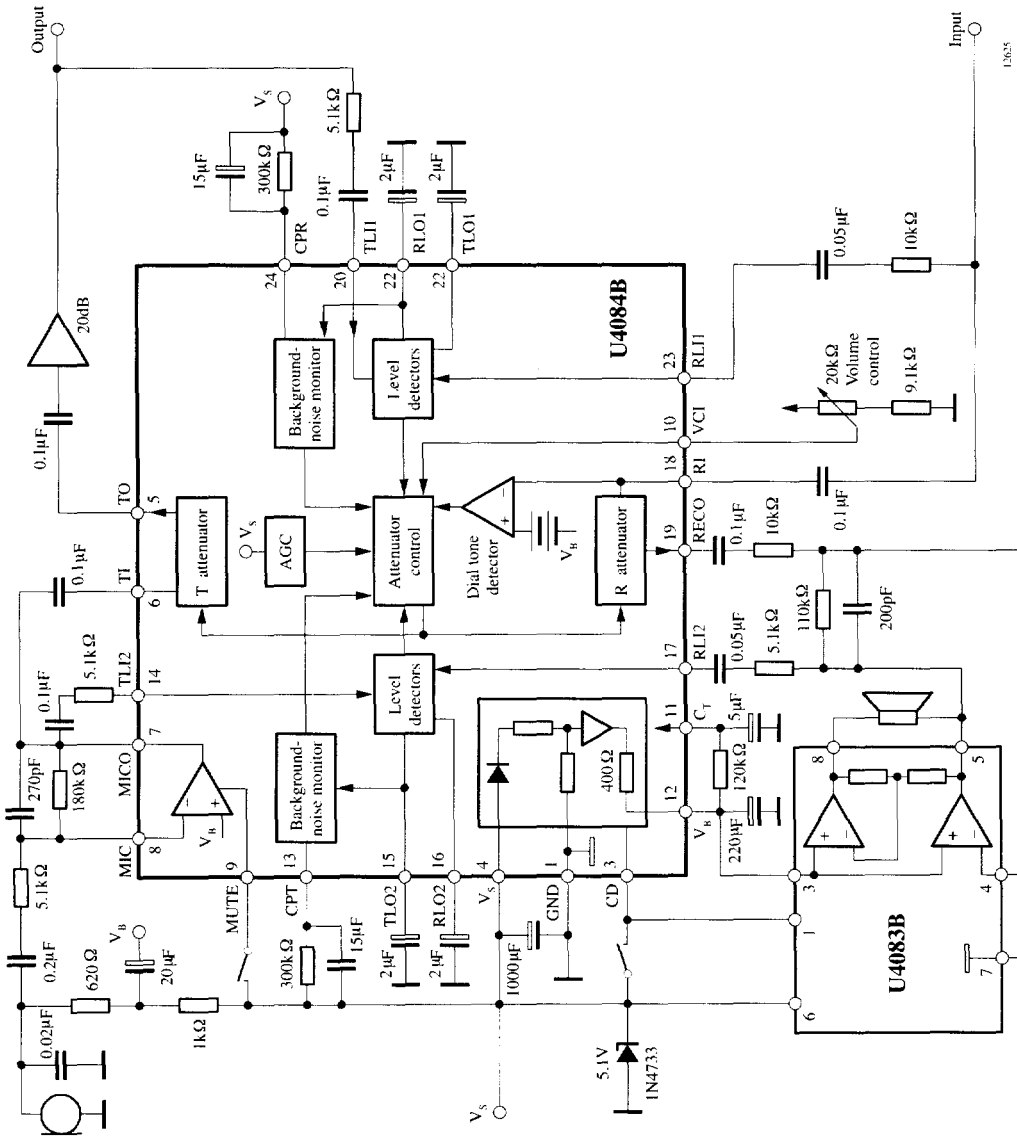 Output
Input
12625
20dB
0.1µF
V_S
15µF
300kΩ
5.1kΩ
0.1µF
2µF
2µF
CPR
TLI1
RLO1
TLO1
24
20
22
22
U4084B
Background-
noise monitor
Level
detectors
TO
5
T attenuator
TI
6
0.1µF
V_S
AGC
Attenuator
control
Dial tone
detector
+
−
V_B
R attenuator
23
RLI1
10
VCI
18
RI
19
RECO
0.05µF
10kΩ
20kΩ
Volume
control
9.1kΩ
0.1µF
0.1µF
10kΩ
110kΩ
200pF
5.1kΩ
0.1µF
TLI2
14
270pF
180kΩ
MICO
7
MIC
8
V_B
−
+
Level
detectors
Background
noise monitor
17
RLI2
0.05µF
5.1kΩ
11
C_T
5µF
120kΩ
12
V_B
220µF
400Ω
5.1kΩ
0.2µF
620Ω
0.02µF
V_B
20µF
1kΩ
9
MUTE
13
CPT
300kΩ
15µF
15
TLO2
2µF
16
RLO2
2µF
4
V_S
1000µF
1
GND
3
CD
V_S
5.1V
1N4733
8
5
+
−
−
+
3
4
1
6
7
U4083B